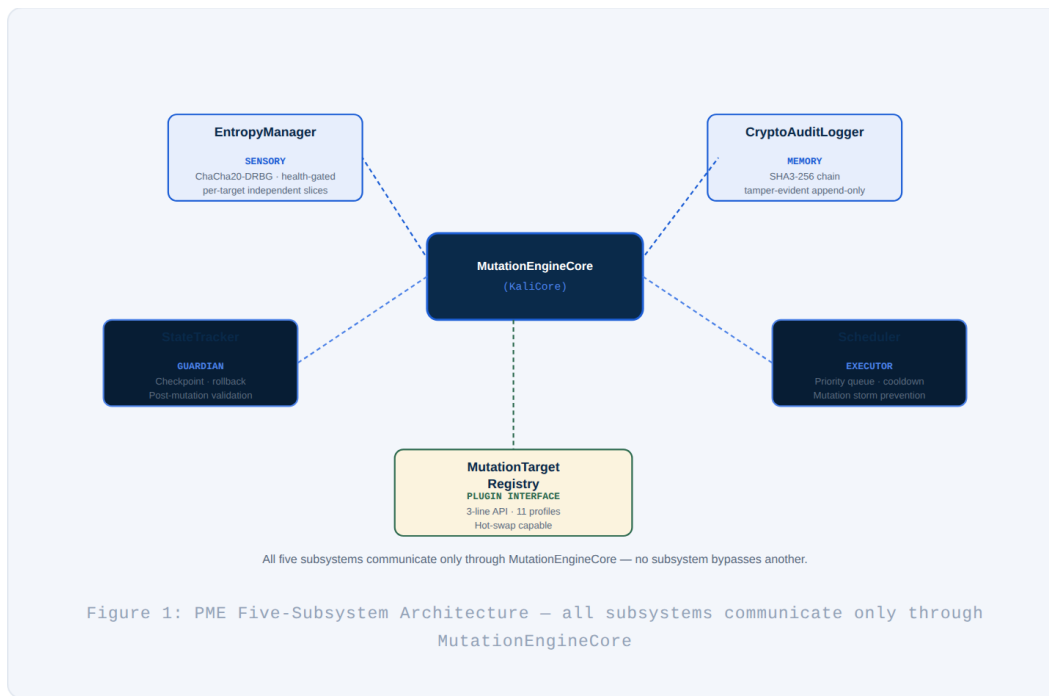 EntropyManager
SENSORY
ChaCha20-DRBG · health-gated
per-target independent slices
CryptoAuditLogger
MEMORY
SHA3-256 chain
tamper-evident append-only
MutationEngineCore
(KaliCore)
StateTracker
GUARDIAN
Checkpoint · rollback
Post-mutation validation
Scheduler
EXECUTOR
Priority queue · cooldown
Mutation storm prevention
MutationTarget
Registry
PLUGIN INTERFACE
3-line API · 11 profiles
Hot-swap capable
All five subsystems communicate only through MutationEngineCore — no subsystem bypasses another.
Figure 1: PME Five-Subsystem Architecture — all subsystems communicate only through
MutationEngineCore